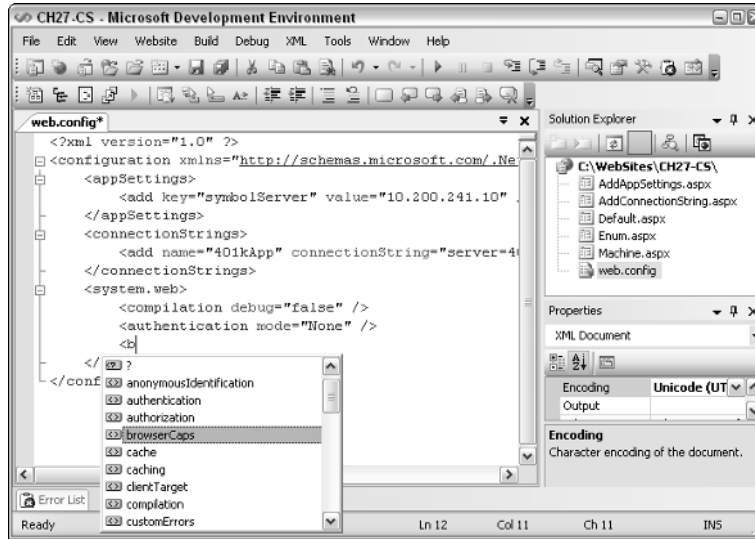 CH27-CS - Microsoft Development Environment
File Edit View Website Build Debug XML Tools Window Help
web.config*
<?xml version="1.0" ?>
<configuration xmlns="http://schemas.microsoft.com/.Ne
<appSettings>
<add key="symbolServer" value="10.200.241.10"
</appSettings>
<connectionStrings>
<add name="401kApp" connectionString="server=4
</connectionStrings>
<system.web>
<compilation debug="false" />
<authentication mode="None" />
<b
</
</conf
?
anonymousIdentification
authentication
authorization
browserCaps
cache
caching
clientTarget
compilation
customErrors
Solution Explorer
C:\WebSites\CH27-CS\
AddAppSettings.aspx
AddConnectionString.aspx
Default.aspx
Enum.aspx
Machine.aspx
web.config
Properties
XML Document
Encoding Unicode (UT
Output
Encoding
Character encoding of the document.
Error List
Ready Ln 12 Col 11 Ch 11 INS